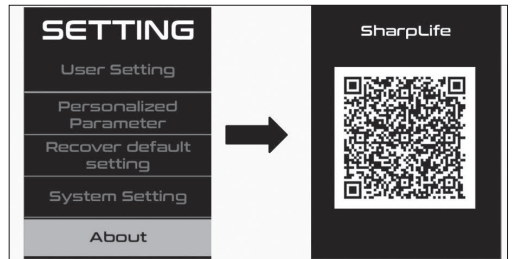 SETTING
User Setting
Personalized
Parameter
Recover default
setting
System Setting
About
SharpLife